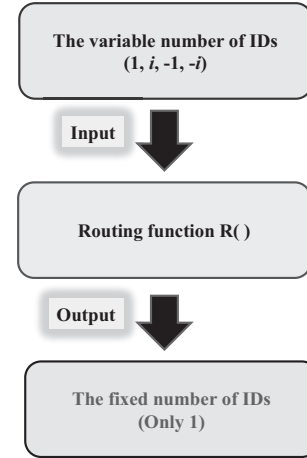 The variable number of IDs
(1, i, -1, -i)
Input
Routing function R( )
Output
The fixed number of IDs
(Only 1)